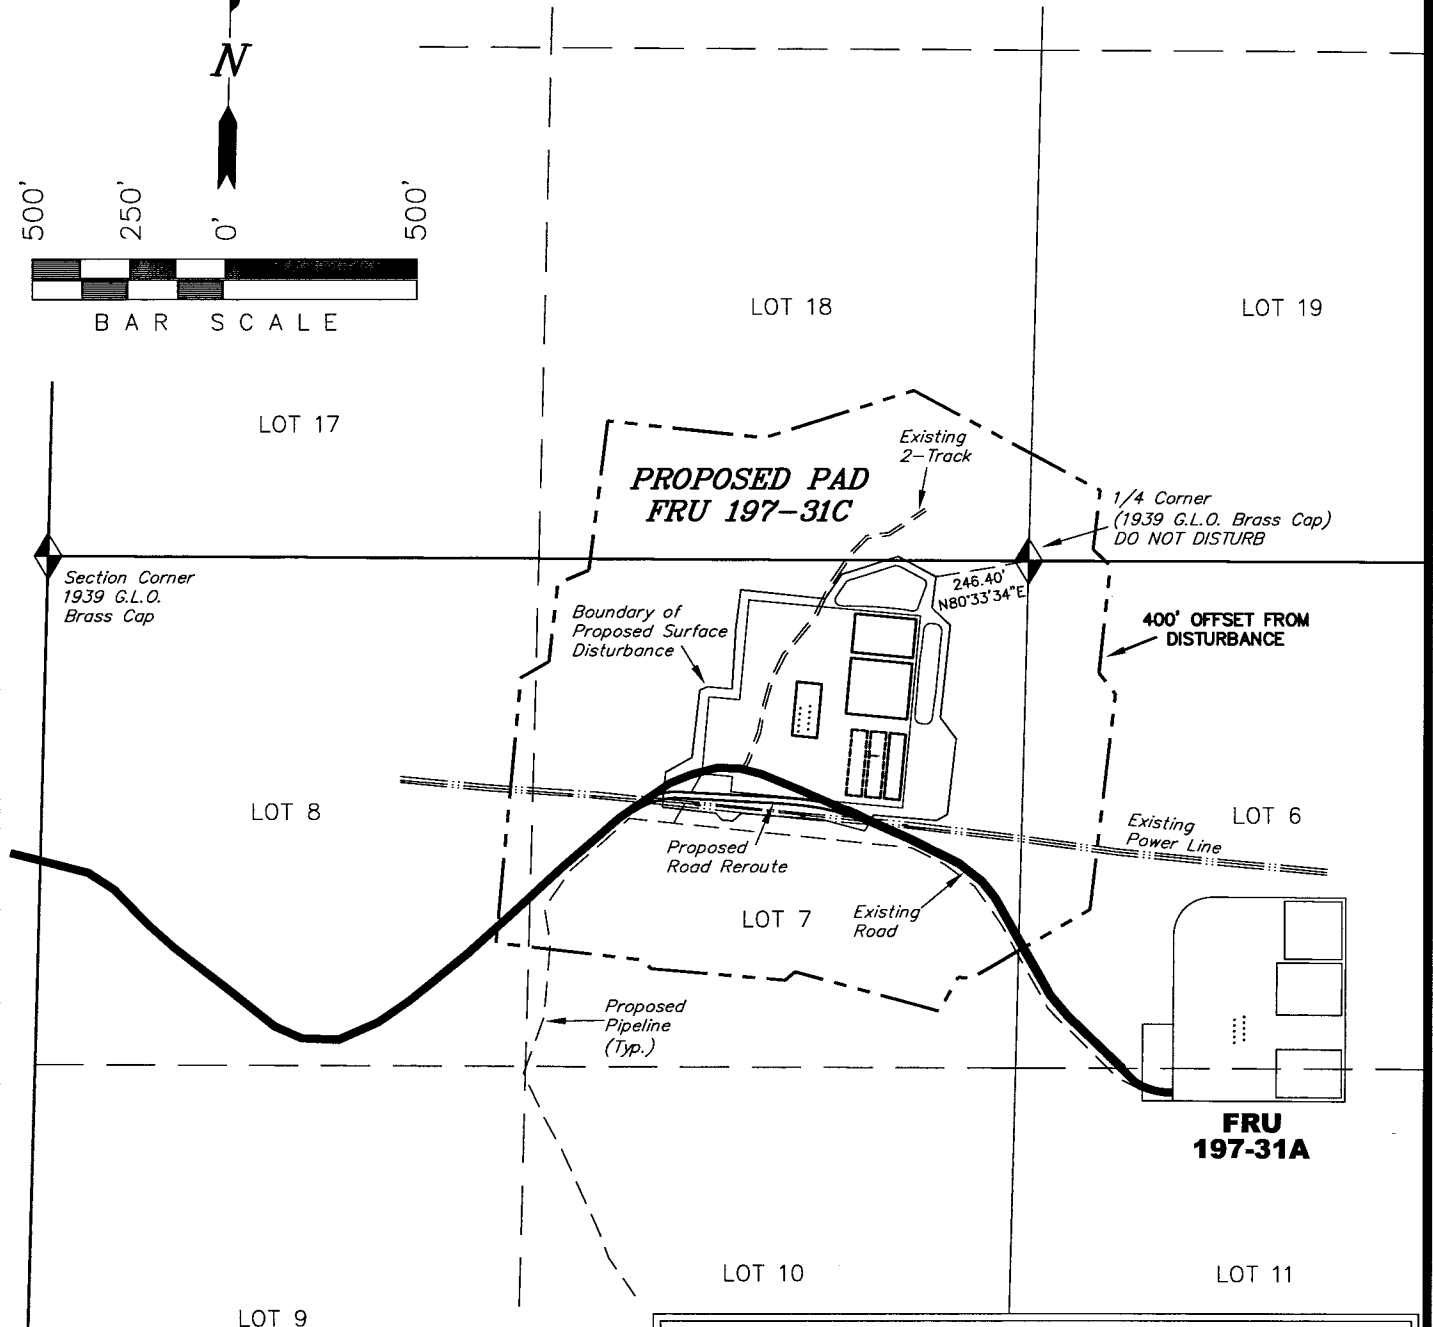 N
500'
250'
0'
500'
BAR SCALE
LOT 18
LOT 19
LOT 17
Existing
2-Track
PROPOSED PAD
FRU 197-31C
1/4 Corner
(1939 G.L.O. Brass Cap)
DO NOT DISTURB
Section Corner
1939 G.L.O.
Brass Cap
246.40'
N80°33'34"E
Boundary of
Proposed Surface
Disturbance
400' OFFSET FROM
DISTURBANCE
LOT 8
LOT 6
Existing
Power Line
Proposed
Road Reroute
LOT 7
Existing
Road
Proposed
Pipeline
(Typ.)
FRU
197-31A
LOT 10
LOT 11
LOT 9